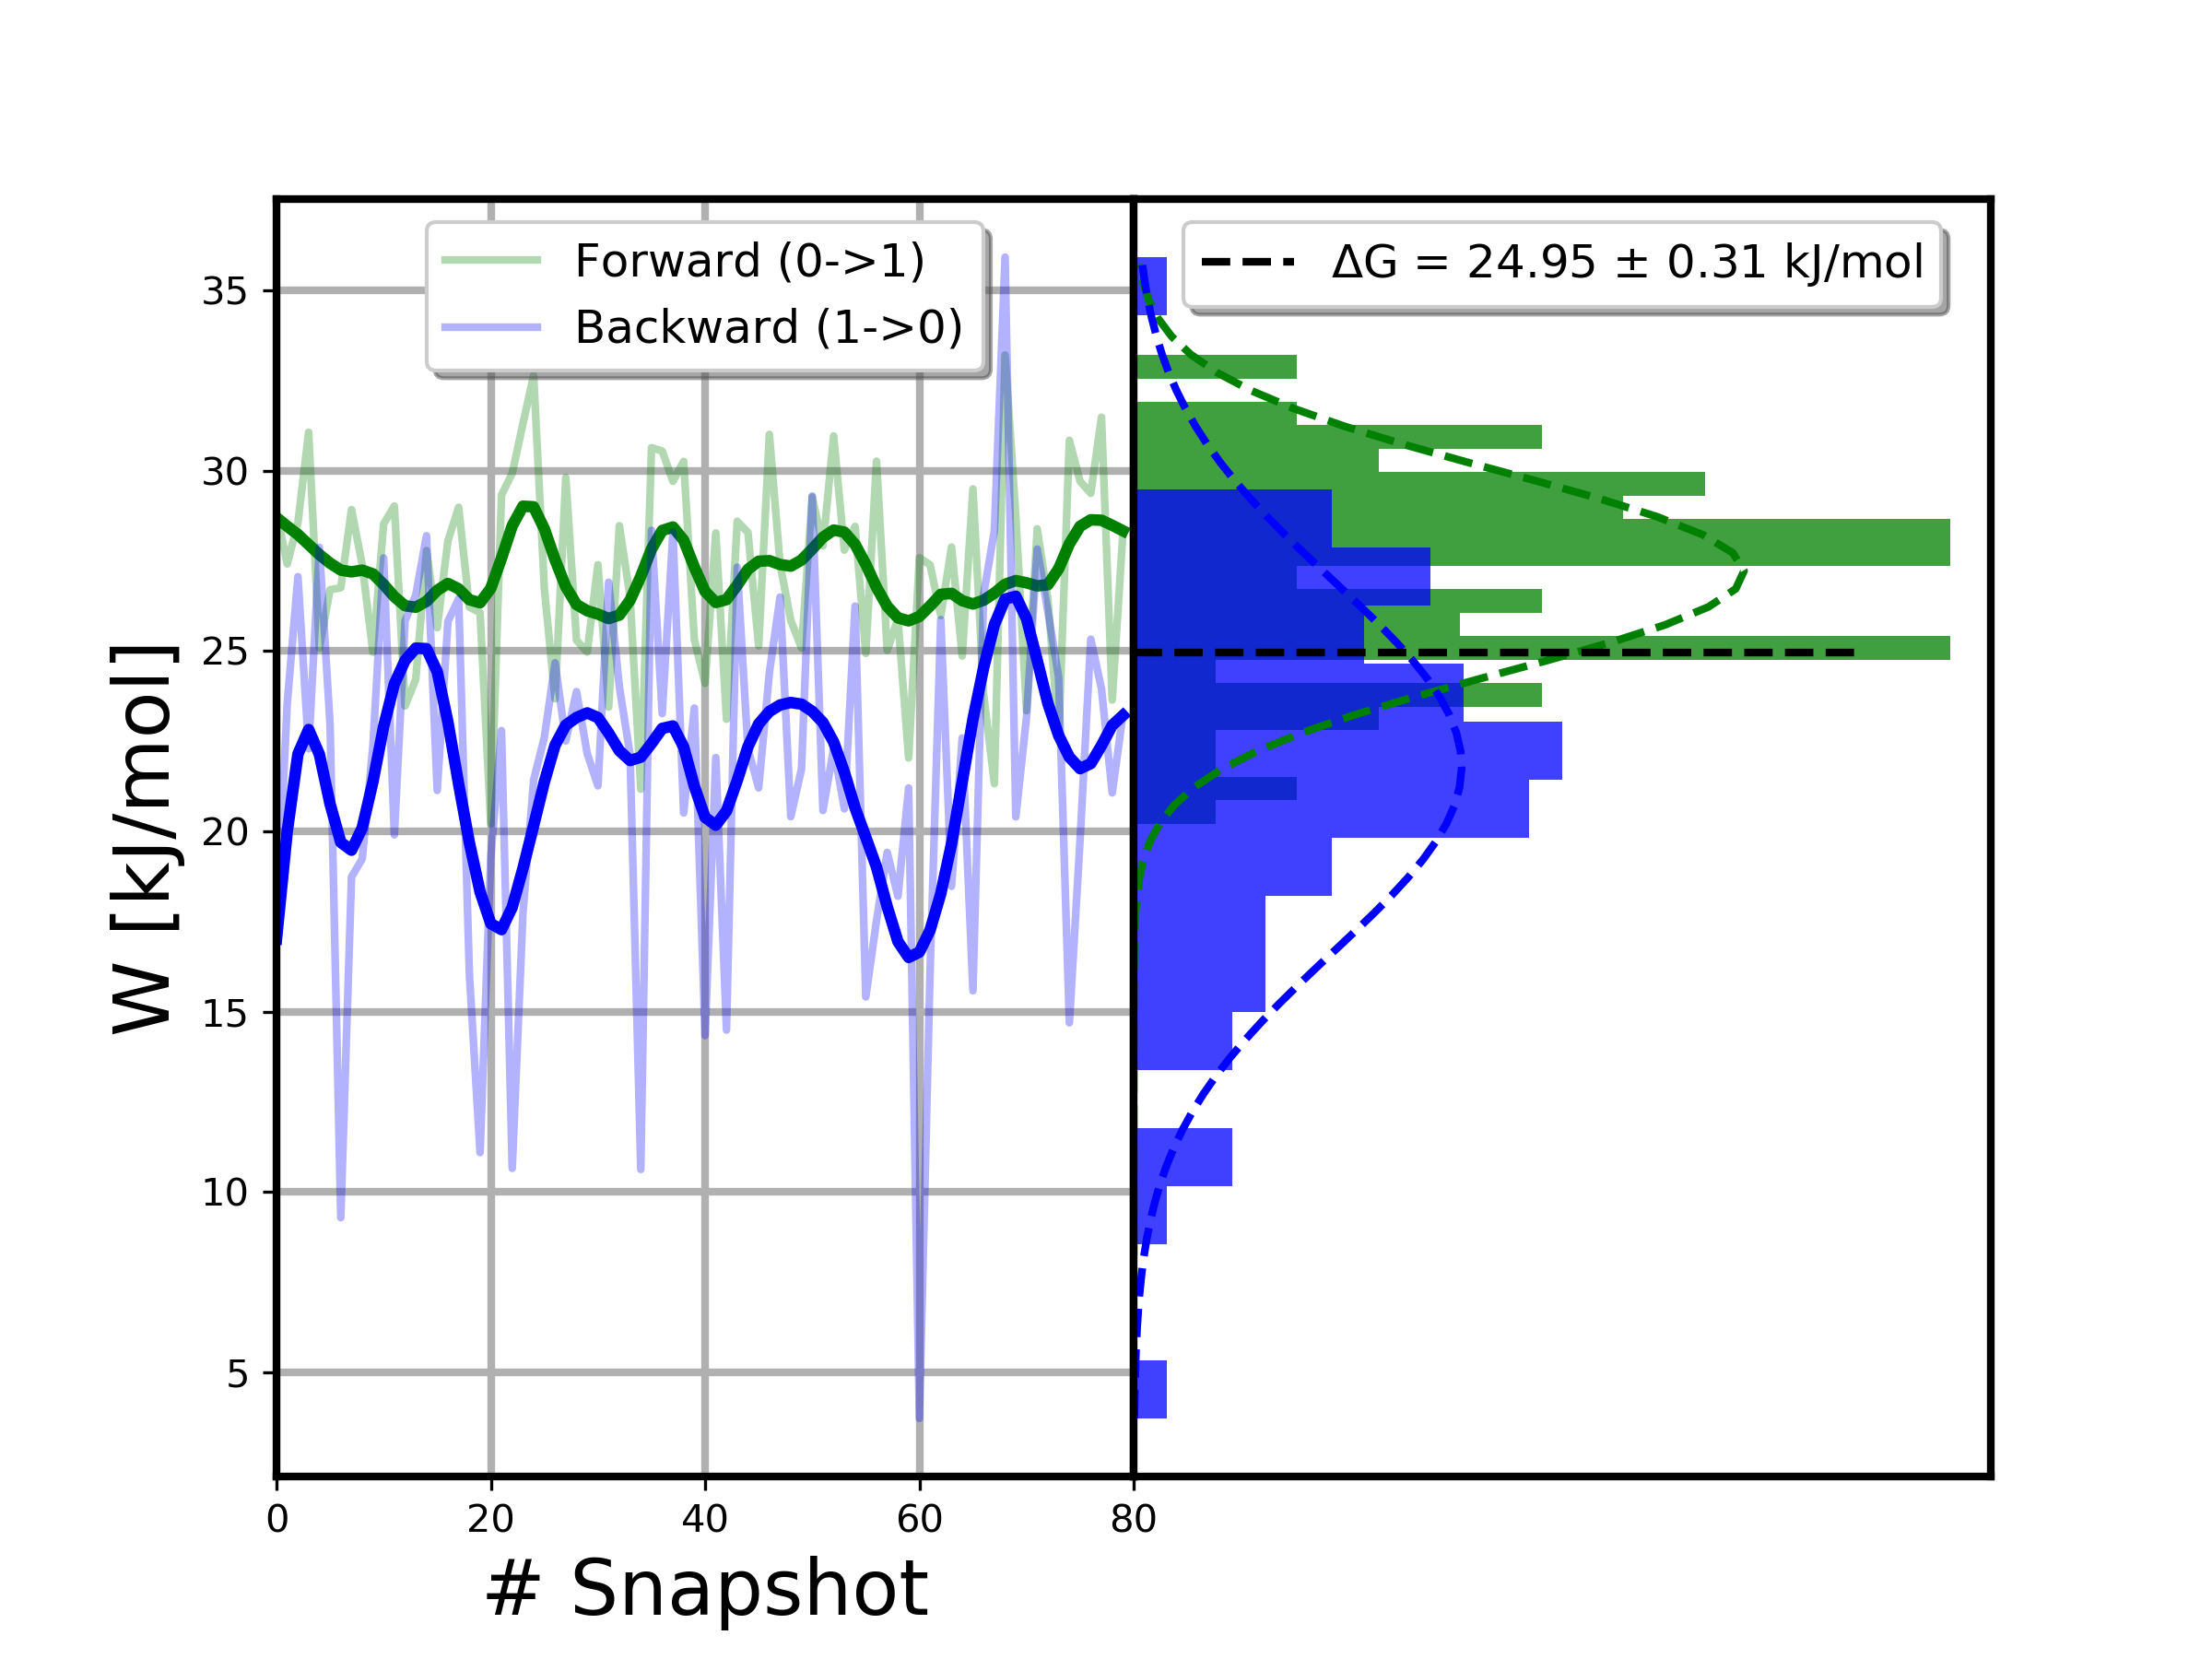 Forward (0->1)
Backward (1->0)
ΔG = 24.95 ± 0.31 kJ/mol
W [kJ/mol]
35
30
25
20
15
10
5
0 20 40 60 80
# Snapshot